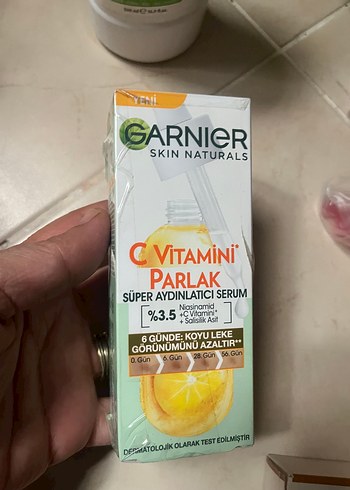 YENİ
GARNIER
SKIN NATURALS
C VİTAMİNİ*
PARLAK
SÜPER AYDINLATICI SERUM
%3.5
Niasinamid
+C Vitamini*
+ Salisilik Asit
6 GÜNDE: KOYU LEKE
GÖRÜNÜMÜNÜ AZALTIR**
0. Gün 6. Gün 28. Gün 56. Gün
DERMATOLOJİK OLARAK TEST EDİLMİŞTİR